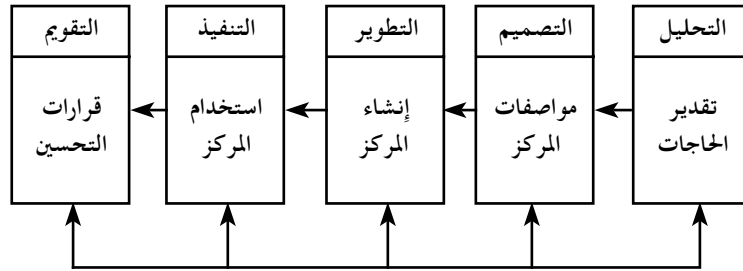 التحليل
تقدير
الحاجات
التصميم
مواصفات
المركز
التطوير
إنشاء
المركز
التنفيذ
استخدام
المركز
التقويم
قرارات
التحسين